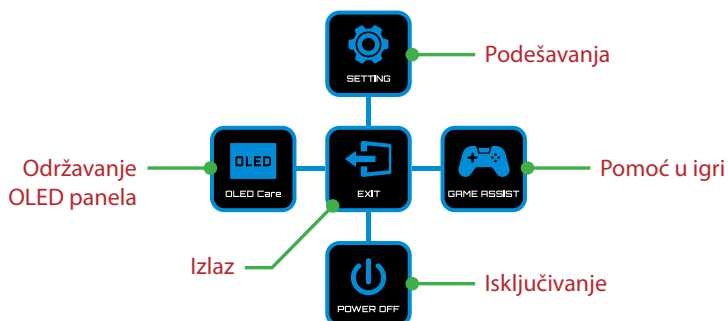 SETTING
Podešavanja
OLED
OLED Care
Održavanje
OLED panela
EXIT
Izlaz
GAME ASSIST
Pomoć u igri
POWER OFF
Isključivanje